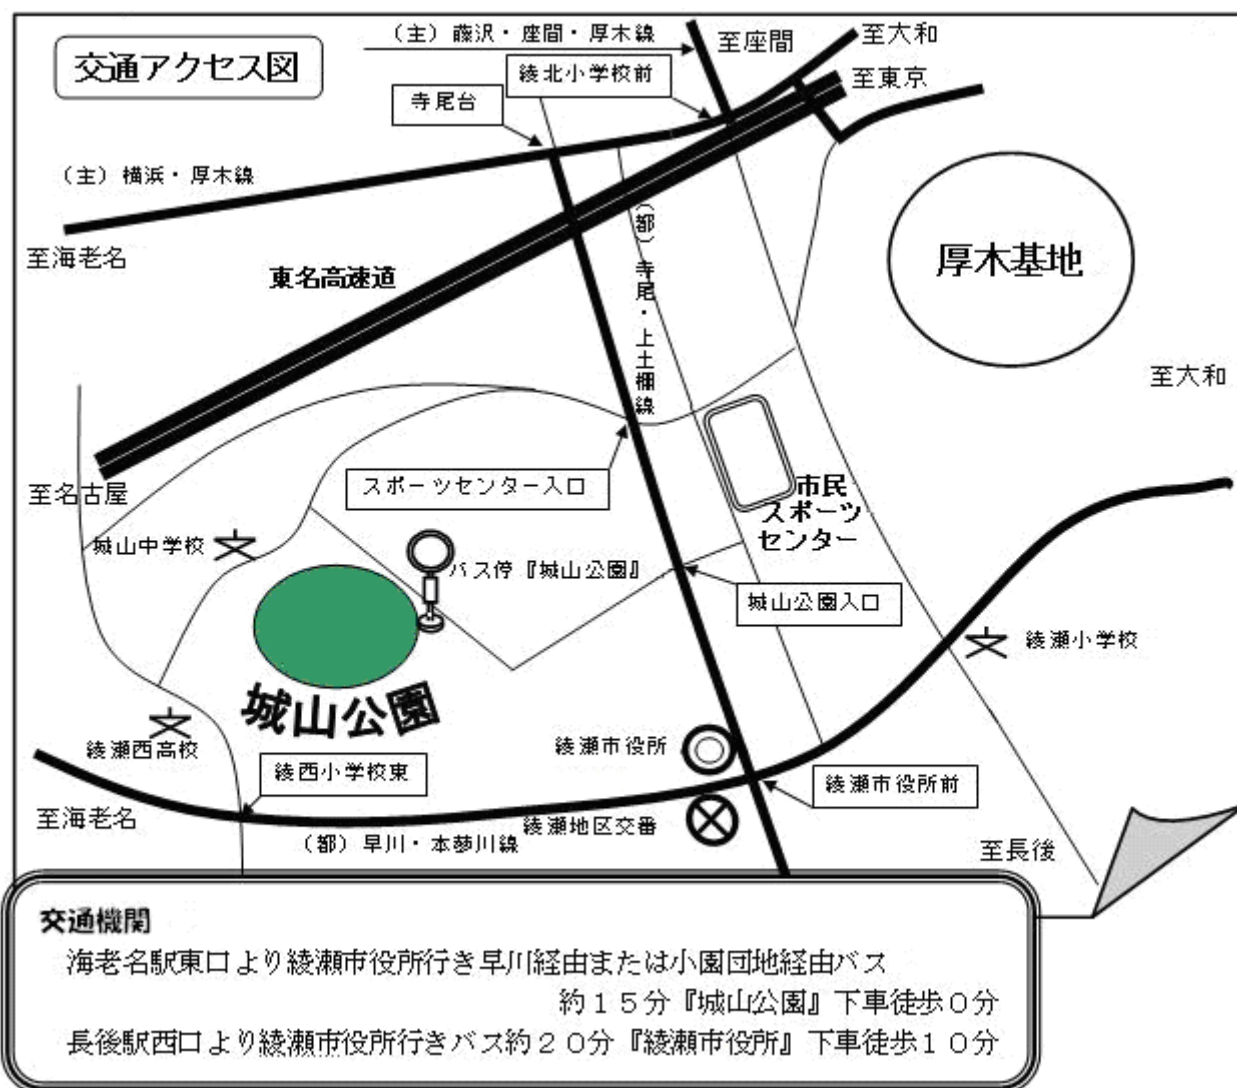 交通アクセス図
（主）藤沢・座間・厚木線
至座間
至大和
綾北小学校前
至東京
寺尾台
（主）横浜・厚木線
至海老名
東名高速道
（都）寺尾・上土棚線
厚木基地
至大和
至名古屋
スポーツセンター入口
市民
スポーツ
センター
城山中学校
バス停『城山公園』
城山公園入口
綾瀬小学校
城山公園
綾瀬西高校
綾瀬市役所
綾西小学校東
綾瀬市役所前
至海老名
綾瀬地区交番
（都）早川・本蓼川線
至長後
交通機関
海老名駅東口より綾瀬市役所行き早川経由または小園団地経由バス
約１５分『城山公園』下車徒歩０分
長後駅西口より綾瀬市役所行きバス約２０分『綾瀬市役所』下車徒歩１０分